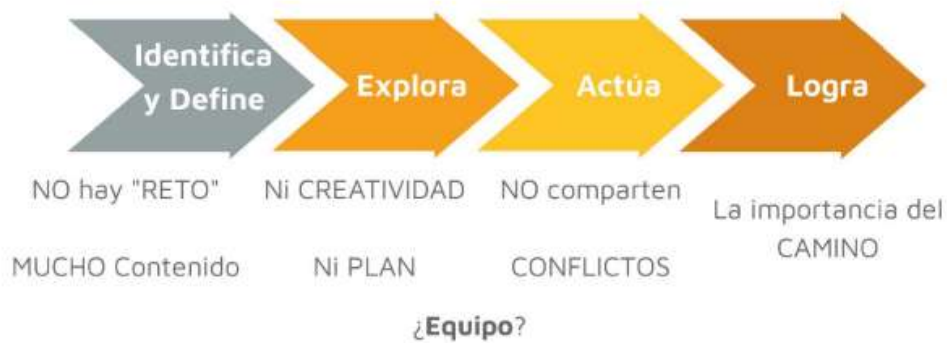 Identifica
y Define
Explora
Actúa
Logra
NO hay "RETO"
Ni CREATIVIDAD
NO comparten
La importancia del
CAMINO
MUCHO Contenido
Ni PLAN
CONFLICTOS
¿Equipo?